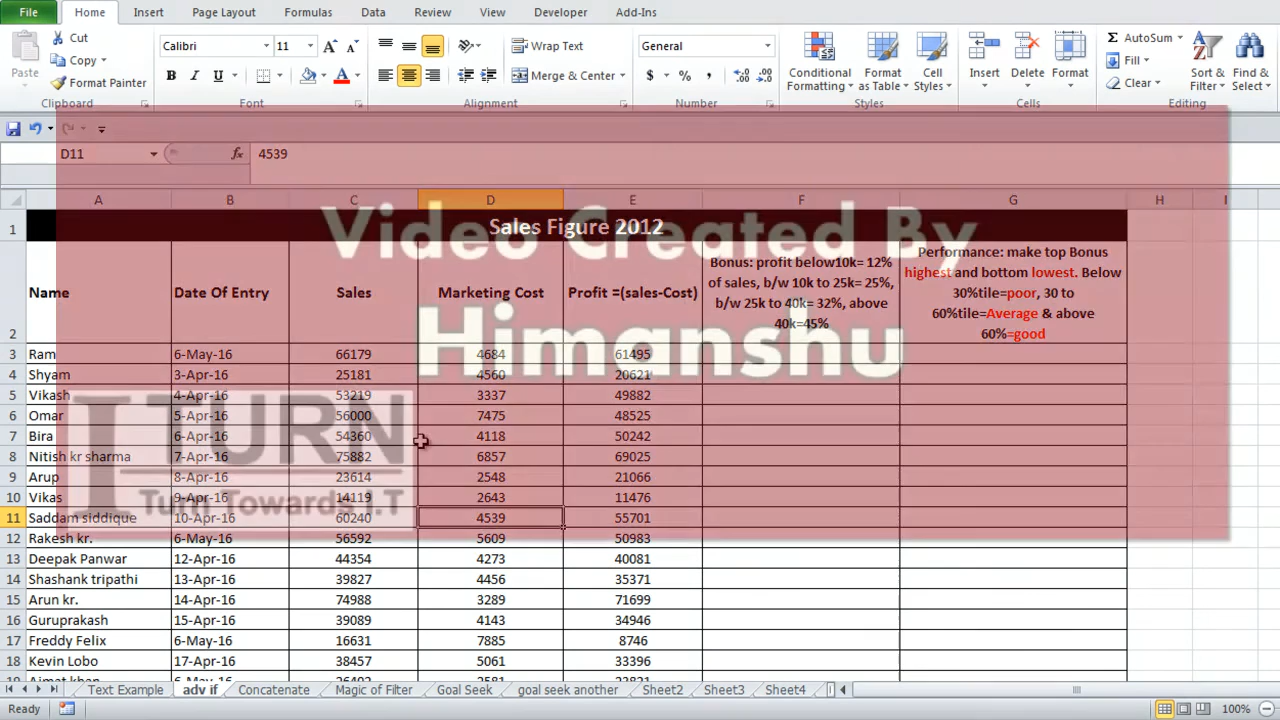 File Home Insert Page Layout Formulas Data Review View Developer Add-Ins
Cut
Copy
Format Painter
Paste
Clipboard
Calibri 11 A A
B I U A
Font
Wrap Text
Merge & Center
Alignment
General
$ % ,
Number
Conditional Formatting
Format as Table
Cell Styles
Styles
Insert Delete Format
Cells
AutoSum
Fill
Clear
Sort & Filter
Find & Select
Editing
D11 fx 4539
A B C D E F G H I
Video Created By
Himanshu
I TURN
Turn Towards I.T
1 Sales Figure 2012
2 Name Date Of Entry Sales Marketing Cost Profit =(sales-Cost)
Bonus: profit below10k= 12%
of sales, b/w 10k to 25k= 25%,
b/w 25k to 40k= 32%, above
40k=45%
Performance: make top Bonus
highest and bottom lowest. Below
30%tile=poor, 30 to
60%tile=Average & above
60%=good
3 Ram 6-May-16 66179 4684 61495
4 Shyam 3-Apr-16 25181 4560 20621
5 Vikash 4-Apr-16 53219 3337 49882
6 Omar 5-Apr-16 56000 7475 48525
7 Bira 6-Apr-16 54360 4118 50242
8 Nitish kr sharma 7-Apr-16 75882 6857 69025
9 Arup 8-Apr-16 23614 2548 21066
10 Vikas 9-Apr-16 14119 2643 11476
11 Saddam siddique 10-Apr-16 60240 4539 55701
12 Rakesh kr. 6-May-16 56592 5609 50983
13 Deepak Panwar 12-Apr-16 44354 4273 40081
14 Shashank tripathi 13-Apr-16 39827 4456 35371
15 Arun kr. 14-Apr-16 74988 3289 71699
16 Guruprakash 15-Apr-16 39089 4143 34946
17 Freddy Felix 6-May-16 16631 7885 8746
18 Kevin Lobo 17-Apr-16 38457 5061 33396
Text Example adv if Concatenate Magic of Filter Goal Seek goal seek another Sheet2 Sheet3 Sheet4
Ready 100%